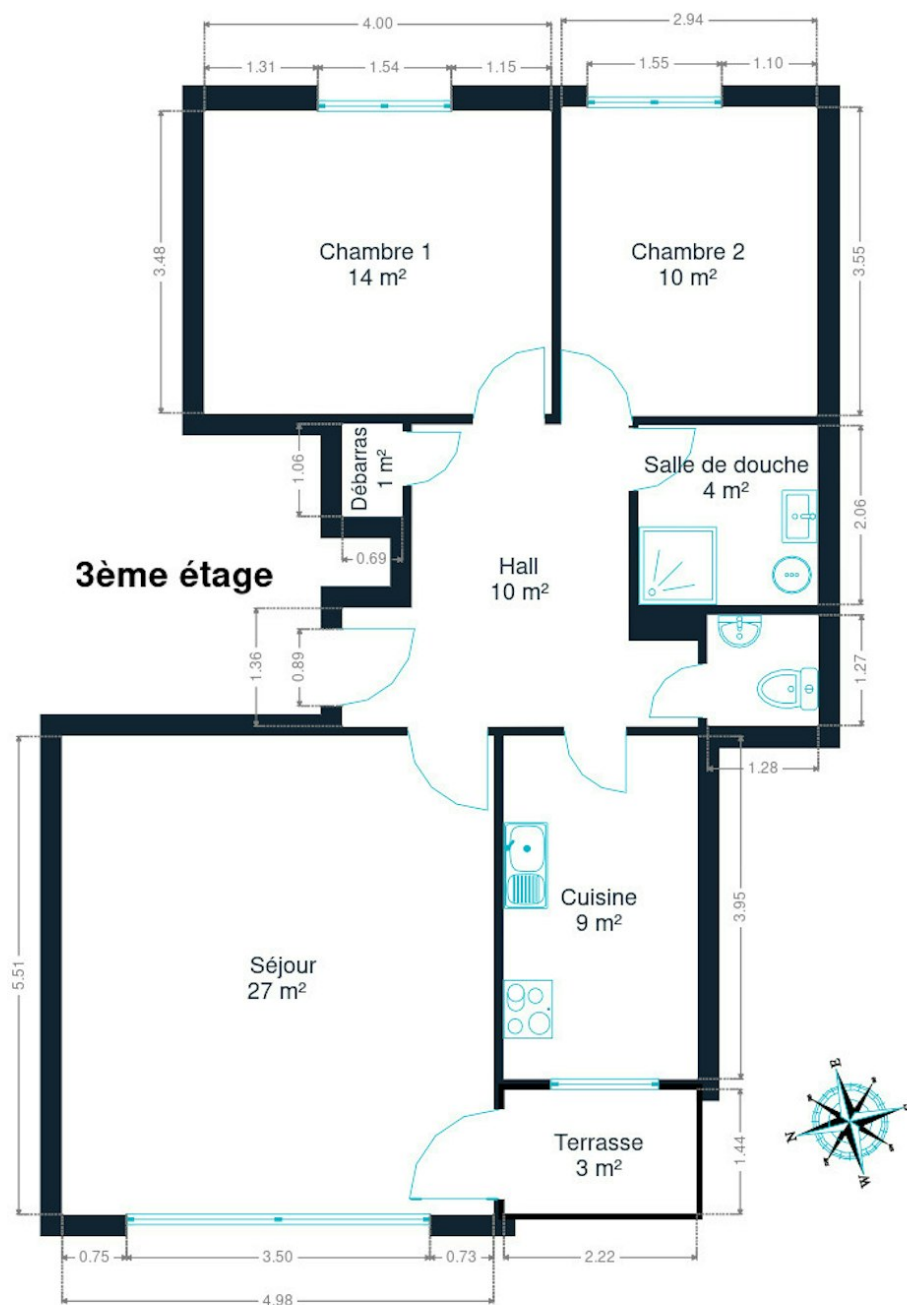 4.00
2.94
1.31
1.54
1.15
1.55
1.10
3.48
Chambre 1
14 m²
Chambre 2
10 m²
3.55
1.06
Débarras
1 m²
Salle de douche
4 m²
2.06
0.69
3ème étage
Hall
10 m²
1.36
0.89
1.27
1.28
5.51
Séjour
27 m²
Cuisine
9 m²
3.95
Terrasse
3 m²
1.44
E
N
W
0.75
3.50
0.73
2.22
4.98